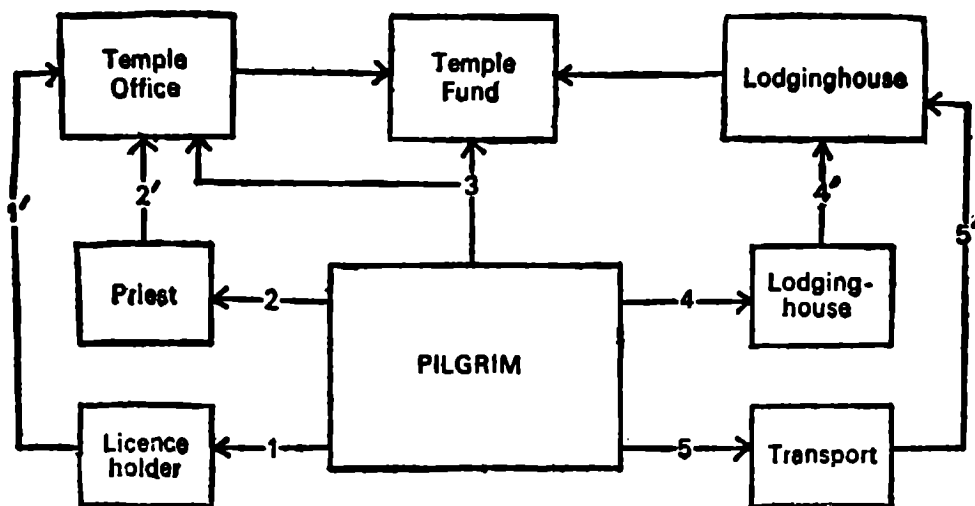 Temple
Office
Temple
Fund
Lodginghouse
1'
2'
3
4'
5'
Priest
2
4
Lodging-
house
PILGRIM
Licence
holder
1
5
Transport